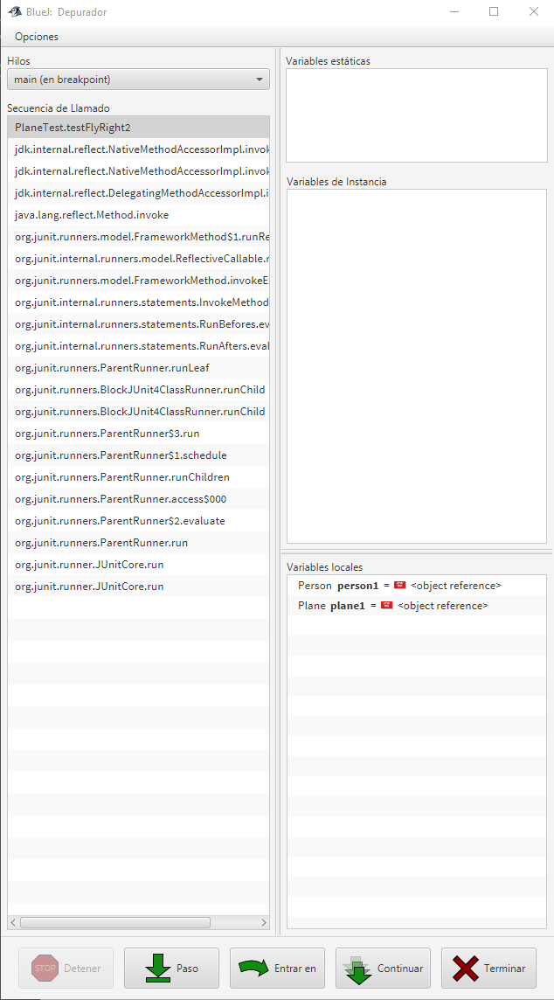 BlueJ: Depurador
Opciones
Hilos
main (en breakpoint)
Secuencia de Llamado
PlaneTest.testFlyRight2
jdk.internal.reflect.NativeMethodAccessorImpl.invok
jdk.internal.reflect.NativeMethodAccessorImpl.invok
jdk.internal.reflect.DelegatingMethodAccessorImpl.i
java.lang.reflect.Method.invoke
org.junit.runners.model.FrameworkMethod$1.runRe
org.junit.internal.runners.model.ReflectiveCallable.r
org.junit.runners.model.FrameworkMethod.invokeE
org.junit.internal.runners.statements.InvokeMethod
org.junit.internal.runners.statements.RunBefores.ev
org.junit.internal.runners.statements.RunAfters.eval
org.junit.runners.ParentRunner.runLeaf
org.junit.runners.BlockJUnit4ClassRunner.runChild
org.junit.runners.BlockJUnit4ClassRunner.runChild
org.junit.runners.ParentRunner$3.run
org.junit.runners.ParentRunner$1.schedule
org.junit.runners.ParentRunner.runChildren
org.junit.runners.ParentRunner.access$000
org.junit.runners.ParentRunner$2.evaluate
org.junit.runners.ParentRunner.run
org.junit.runner.JUnitCore.run
org.junit.runner.JUnitCore.run
Variables estáticas
Variables de Instancia
Variables locales
Person person1 = <object reference>
Plane plane1 = <object reference>
STOP Detener
Paso
Entrar en
Continuar
Terminar